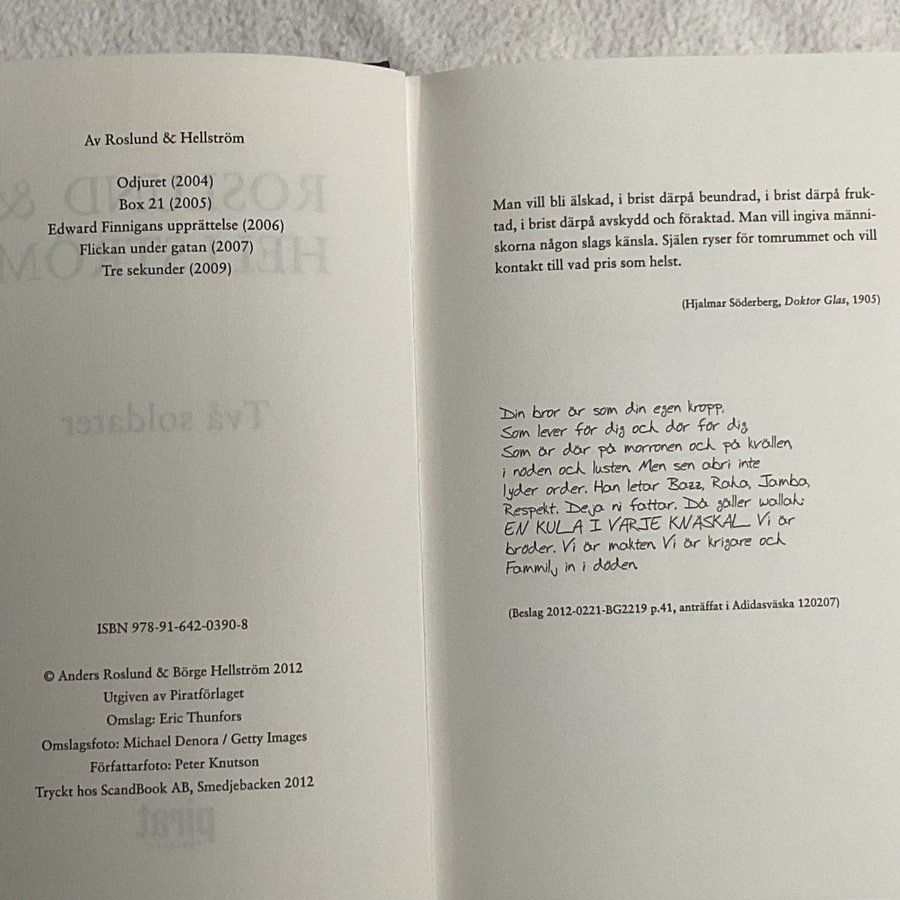 Av Roslund & Hellström
Odjuret (2004)
Box 21 (2005)
Edward Finnigans upprättelse (2006)
Flickan under gatan (2007)
Tre sekunder (2009)
ROSLUND &
HELLSTRÖM
Två soldater
ISBN 978-91-642-0390-8
© Anders Roslund & Börge Hellström 2012
Utgiven av Piratförlaget
Omslag: Eric Thunfors
Omslagsfoto: Michael Denora / Getty Images
Författarfoto: Peter Knutson
Tryckt hos ScandBook AB, Smedjebacken 2012
pirat
Man vill bli älskad, i brist därpå beundrad, i brist därpå fruk-
tad, i brist därpå avskydd och föraktad. Man vill ingiva männi-
skorna någon slags känsla. Själen ryser för tomrummet och vill
kontakt till vad pris som helst.
(Hjalmar Söderberg, Doktor Glas, 1905)
Din bror är som din egen kropp.
Som lever för dig och dör för dig
Som är där på morronen och på kvällen,
i nöden och lusten. Men sen abri inte
lyder order. Han letar Bazz, Raha, Jamba,
Respekt. Deja ni fattar. Då gäller wallah:
EN KULA I VARJE KNASKAL. Vi är
bröder. Vi är makten. Vi är krigare och
Fammily in i döden.
(Beslag 2012-0221-BG2219 p.41, anträffat i Adidasväska 120207)